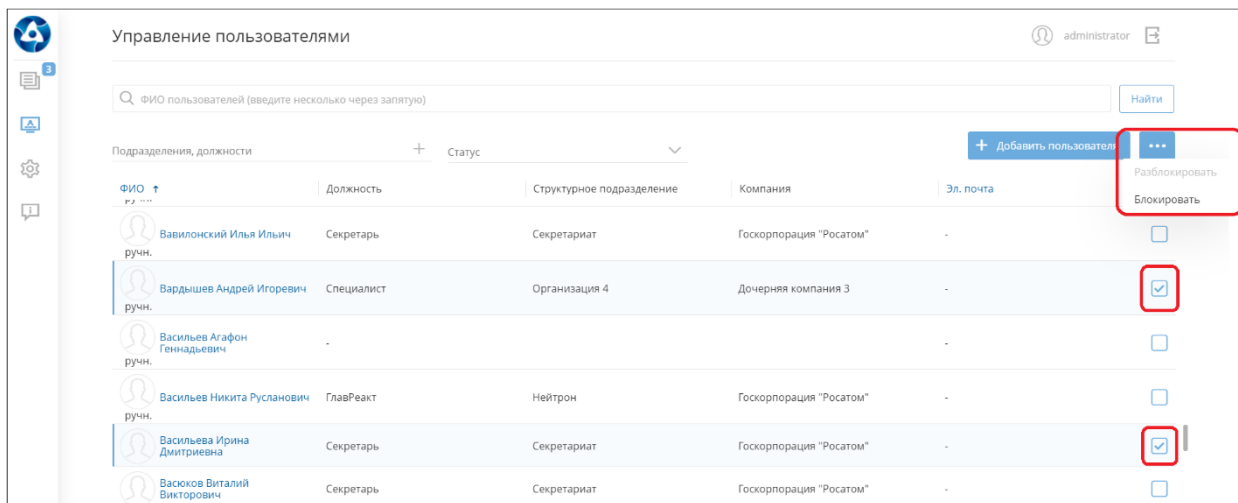 Управление пользователями
administrator
3
ФИО пользователей (введите несколько через запятую)
Найти
Подразделения, должности
Статус
Добавить пользователя
Разблокировать
Блокировать
ФИО Должность Структурное подразделение Компания Эл. почта
ручн.
Вавилонский Илья Ильич Секретарь Секретариат Госкорпорация "Росатом" -
ручн.
Вардышев Андрей Игоревич Специалист Организация 4 Дочерняя компания 3 -
ручн.
Васильев Агафон
Геннадьевич - -
ручн.
Васильев Никита Русланович ГлавРеакт Нейтрон Госкорпорация "Росатом" -
ручн.
Васильева Ирина
Дмитриевна Секретарь Секретариат Госкорпорация "Росатом" -
Васюков Виталий
Викторович Секретарь Секретариат Госкорпорация "Росатом" -